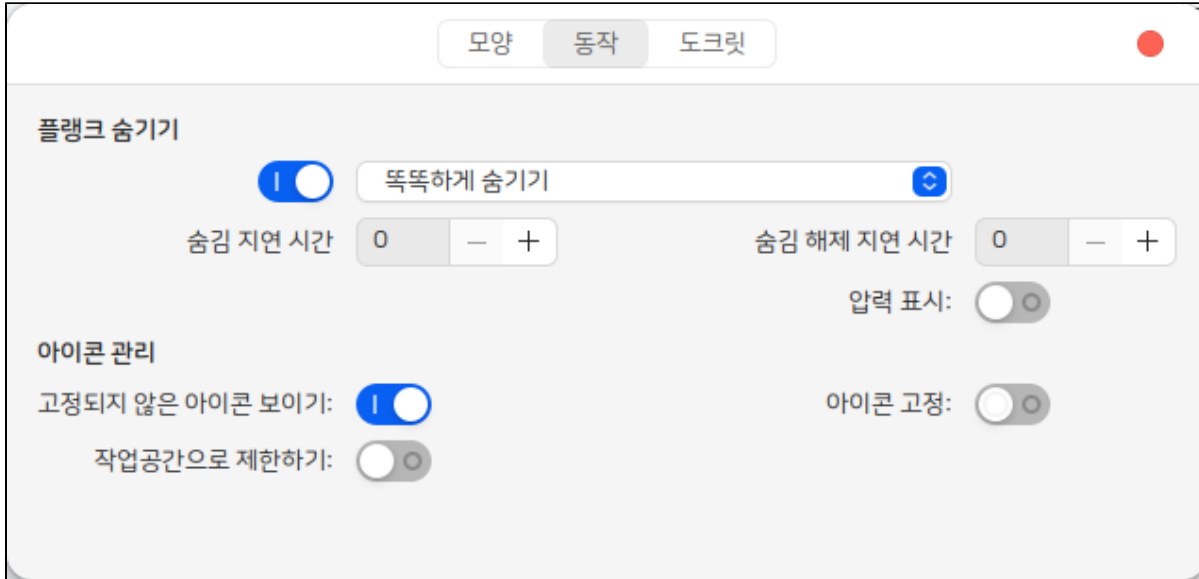 모양 동작 도크릿
플랭크 숨기기
똑똑하게 숨기기
숨김 지연 시간 0 — + 숨김 해제 지연 시간 0 — +
압력 표시:
아이콘 관리
고정되지 않은 아이콘 보이기: 아이콘 고정:
작업공간으로 제한하기: